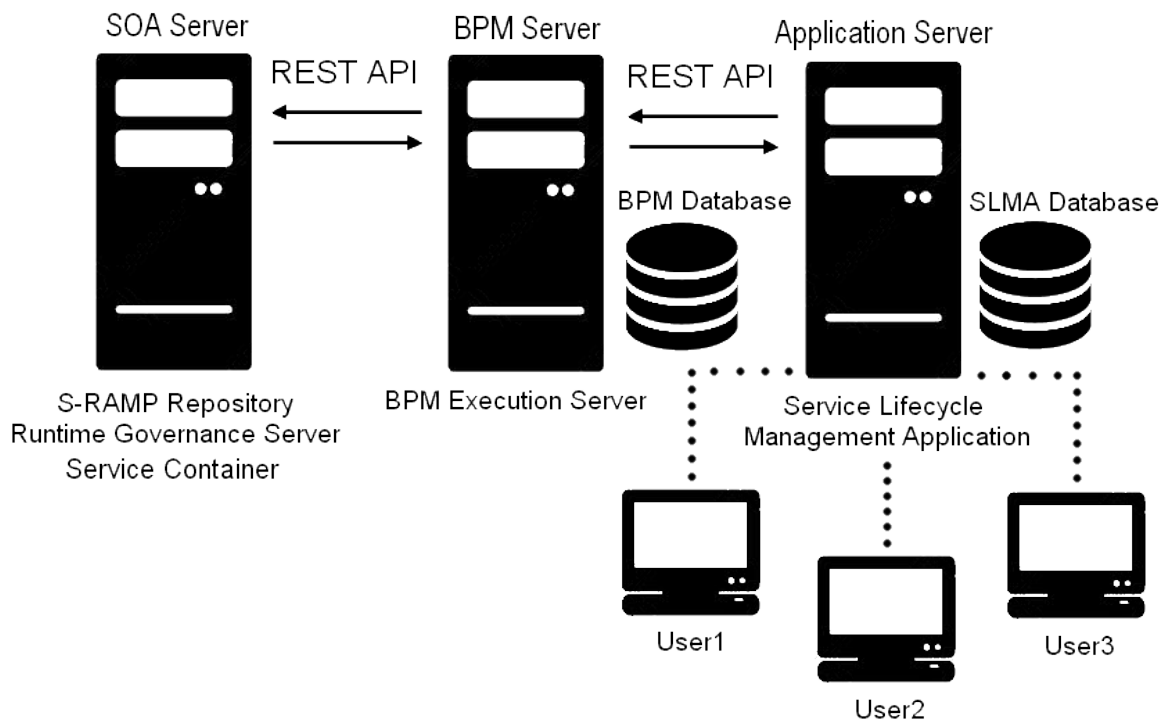 SOA Server
BPM Server
Application Server
REST API
REST API
BPM Database
SLMA Database
S-RAMP Repository
Runtime Governance Server
Service Container
BPM Execution Server
Service Lifecycle
Management Application
User1
User2
User3